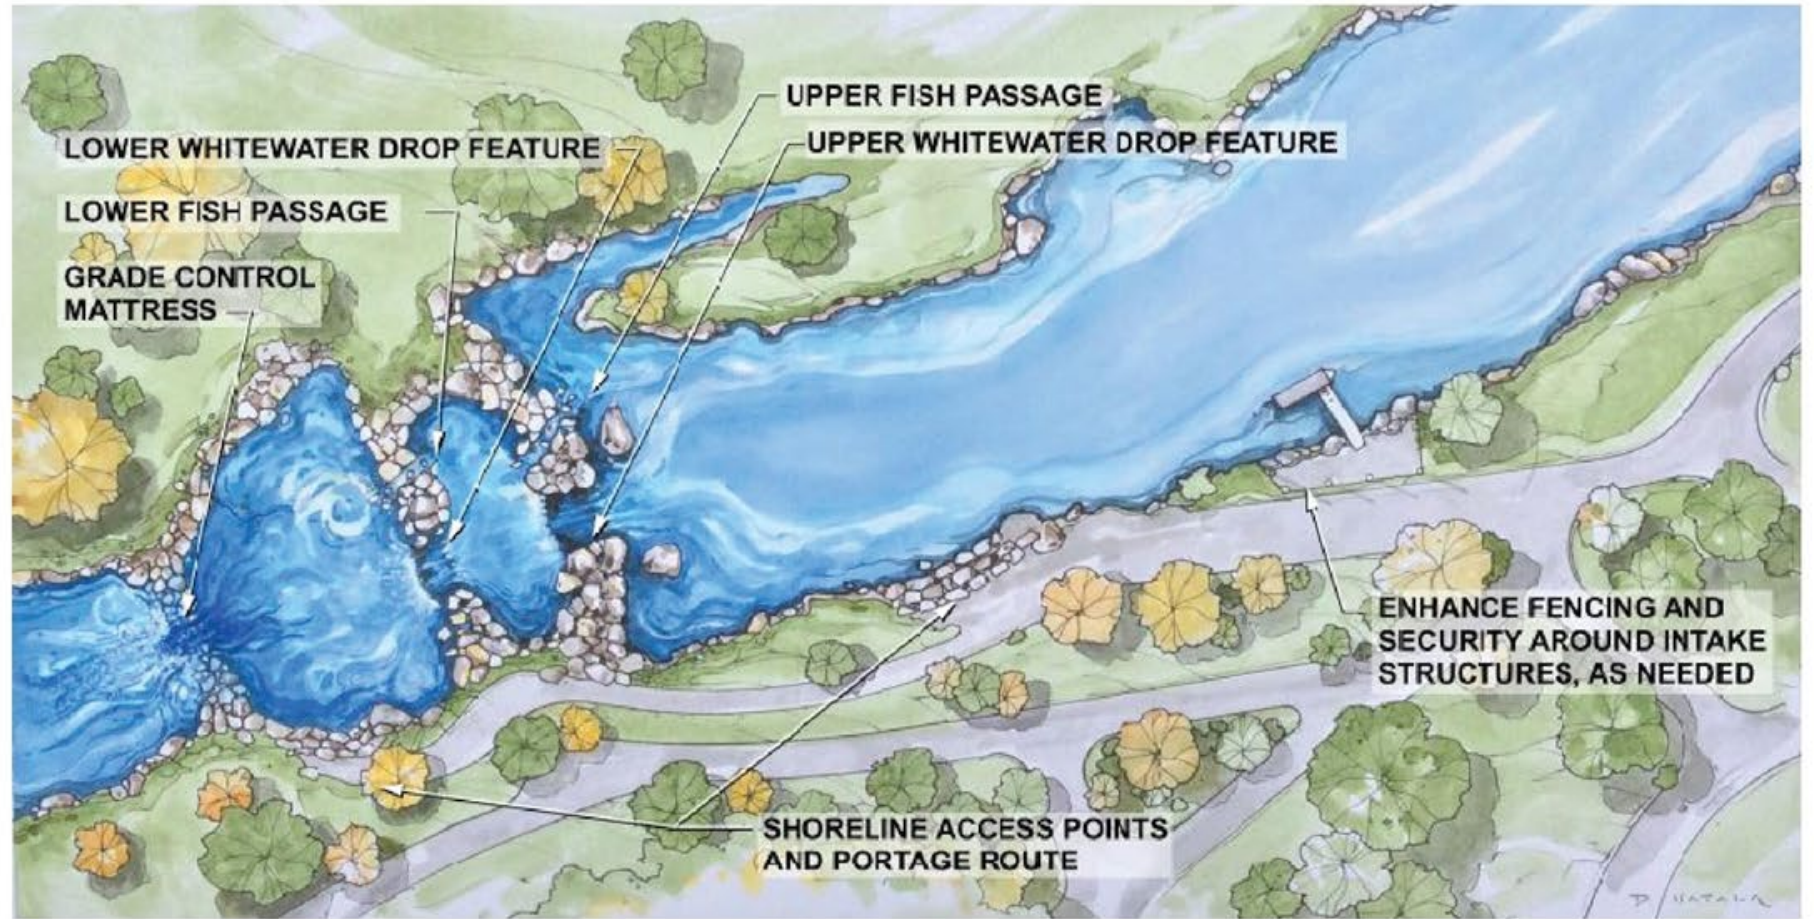 UPPER FISH PASSAGE
UPPER WHITEWATER DROP FEATURE
LOWER WHITEWATER DROP FEATURE
LOWER FISH PASSAGE
GRADE CONTROL
MATTRESS
ENHANCE FENCING AND
SECURITY AROUND INTAKE
STRUCTURES, AS NEEDED
SHORELINE ACCESS POINTS
AND PORTAGE ROUTE